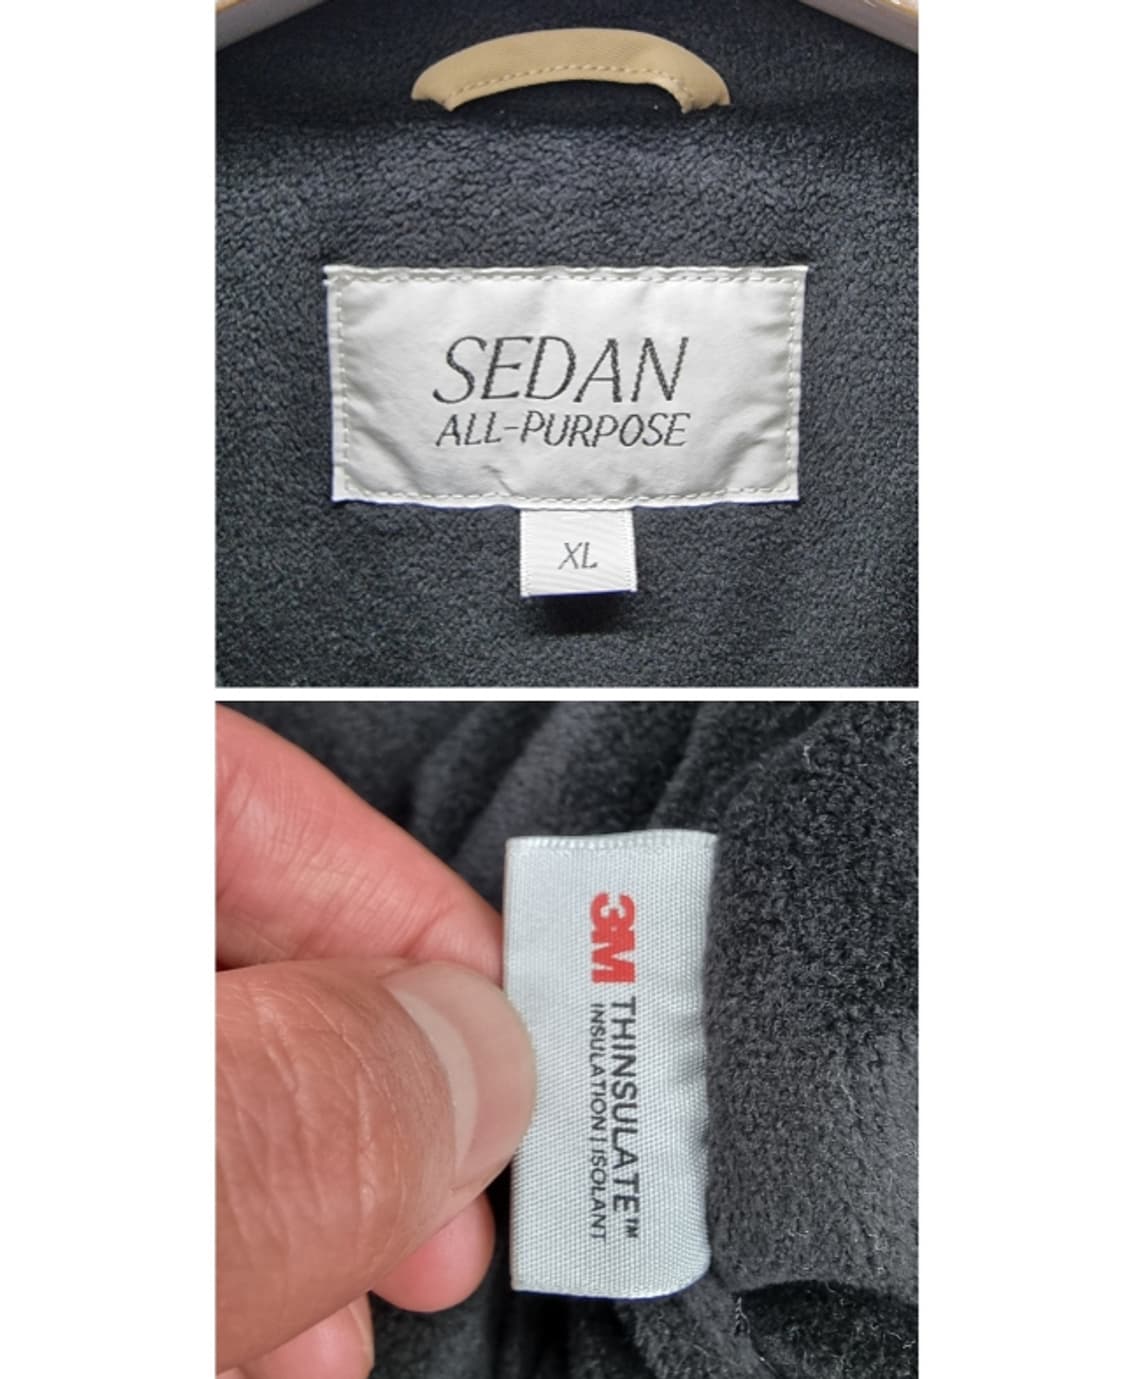 SEDAN
ALL-PURPOSE
XL
3M THINSULATE™
INSULATION | ISOLANT